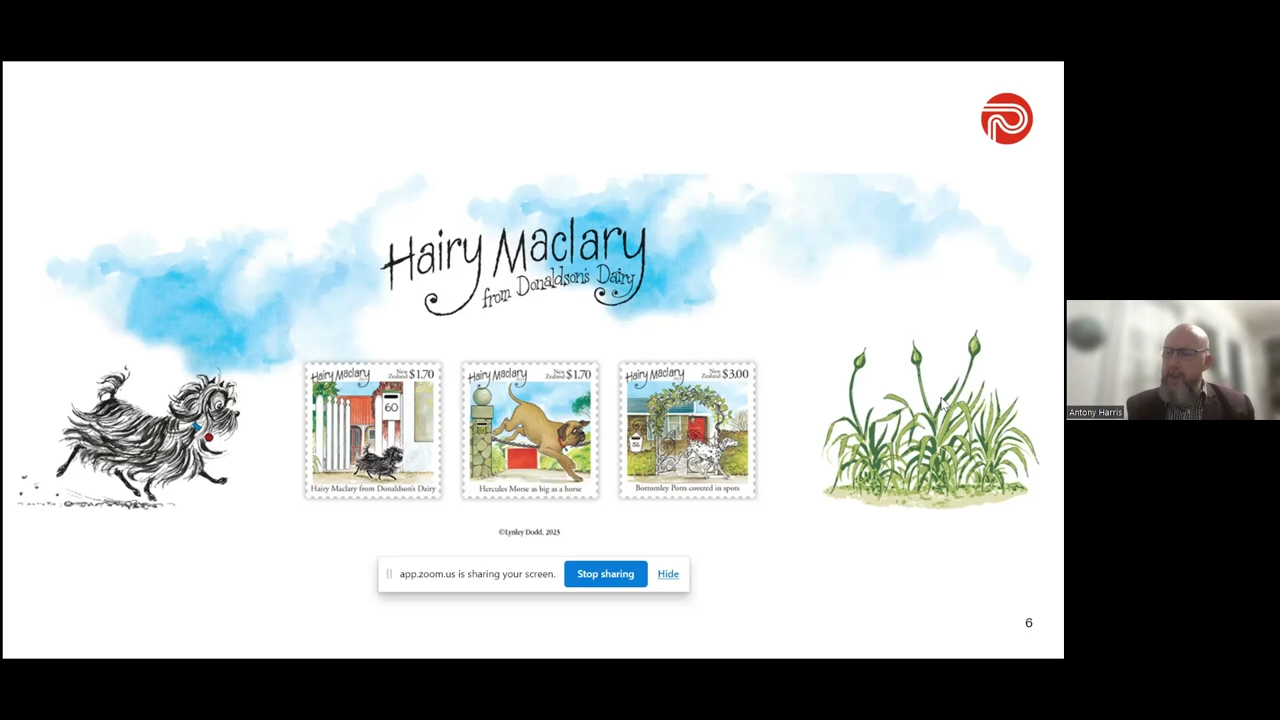 Hairy Maclary
from Donaldson's Dairy
Hairy Maclary
New
Zealand $1.70
60
Hairy Maclary from Donaldson's Dairy
Hairy Maclary
New
Zealand $1.70
Hercules Morse as big as a horse
Hairy Maclary
New
Zealand $3.00
Bottomley Potts covered in spots
©Lynley Dodd, 2023
app.zoom.us is sharing your screen.
Stop sharing
Hide
6
Antony Harris